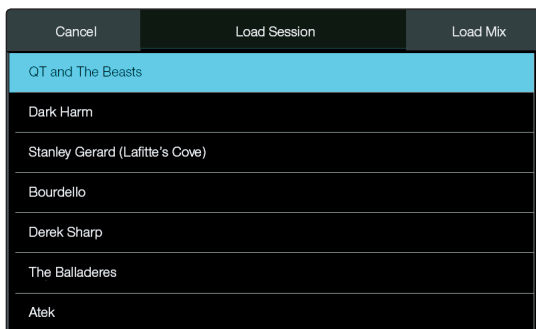 Cancel Load Session Load Mix
QT and The Beasts
Dark Harm
Stanley Gerard (Lafitte's Cove)
Bourdello
Derek Sharp
The Balladeres
Atek